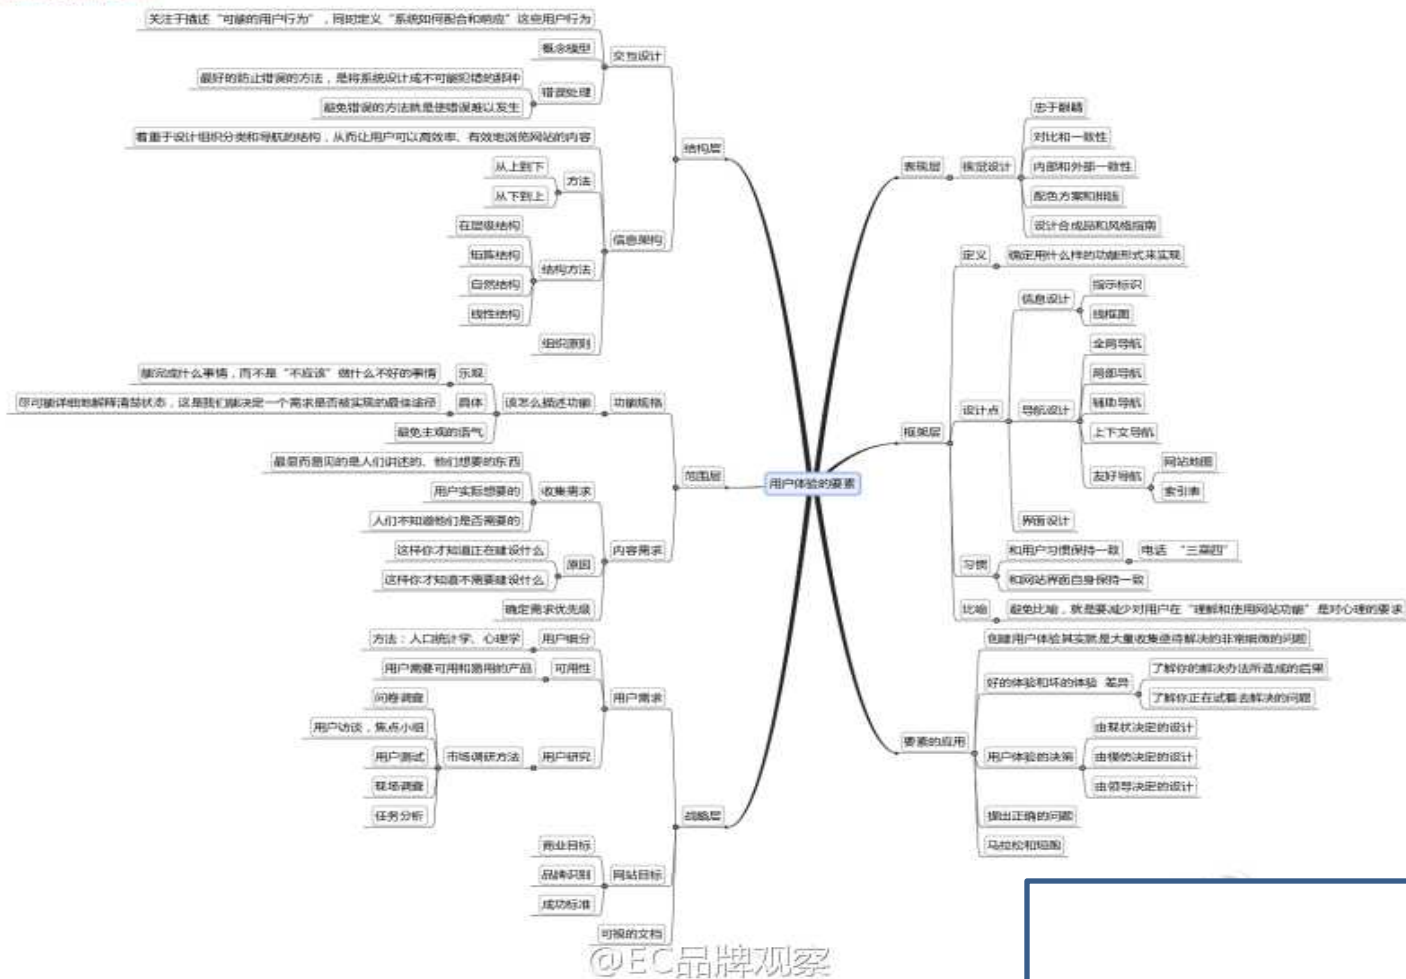 用户体验的要素
表现层
视觉设计
忠于眼睛
对比和一致性
内部和外部一致性
配色方案和排版
设计合成品和风格指南
框架层
定义
确定用什么样的功能形式来实现
设计点
信息设计
指示标识
线框图
导航设计
全局导航
局部导航
辅助导航
上下文导航
友好导航
网站地图
索引表
界面设计
习惯
和用户习惯保持一致
电话 “三菜四”
和网站界面自身保持一致
比喻
避免比喻，就是要减少对用户在“理解和使用网站功能”是对心理的要求
要素的应用
创建用户体验其实就是大量收集亟待解决的非常细微的问题
好的体验和坏的体验 差异
了解你的解决办法所造成的后果
了解你正在试着去解决的问题
用户体验的决策
由现状决定的设计
由模仿决定的设计
由领导决定的设计
提出正确的问题
马拉松和短跑
结构层
交互设计
关注于描述“可能的用户行为”，同时定义“系统如何配合和响应”这些用户行为
概念模型
错误处理
最好的防止错误的方法，是将系统设计成不可能犯错的那种
避免错误的方法就是使错误难以发生
信息架构
着重于设计组织分类和导航的结构，从而让用户可以高效率、有效地浏览网站的内容
方法
从上到下
从下到上
结构方法
在层级结构
矩阵结构
自然结构
线性结构
组织原则
范围层
功能规格
该怎么描述功能
乐观
能完成什么事情，而不是“不应该”做什么不好的事情
具体
尽可能详细地解释清楚状态，这是我们能决定一个需求是否被实现的最佳途径
避免主观的语气
内容需求
收集需求
最显而易见的是人们讲述的、他们想要的东西
用户实际想要的
人们不知道他们是否需要的
原因
这样你才知道正在建设什么
这样你才知道不需要建设什么
确定需求优先级
战略层
用户需求
用户细分
方法：人口统计学、心理学
可用性
用户需要可用和易用的产品
用户研究
市场调研方法
问卷调查
用户访谈，焦点小组
用户测试
现场调查
任务分析
网站目标
商业目标
品牌识别
成功标准
可视的文档
@EC品牌观察